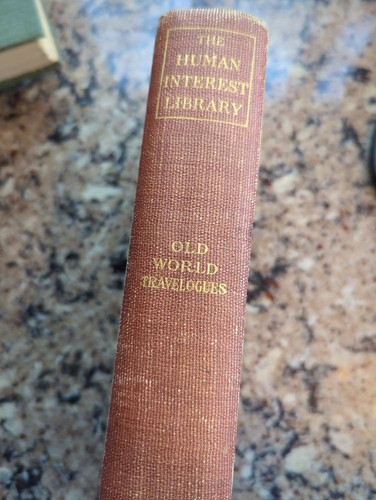 THE
HUMAN
INTEREST
LIBRARY
OLD
WORLD
TRAVELOGUES